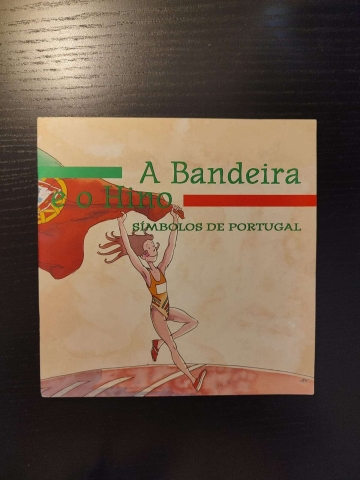 A Bandeira
e o Hino
SÍMBOLOS DE PORTUGAL